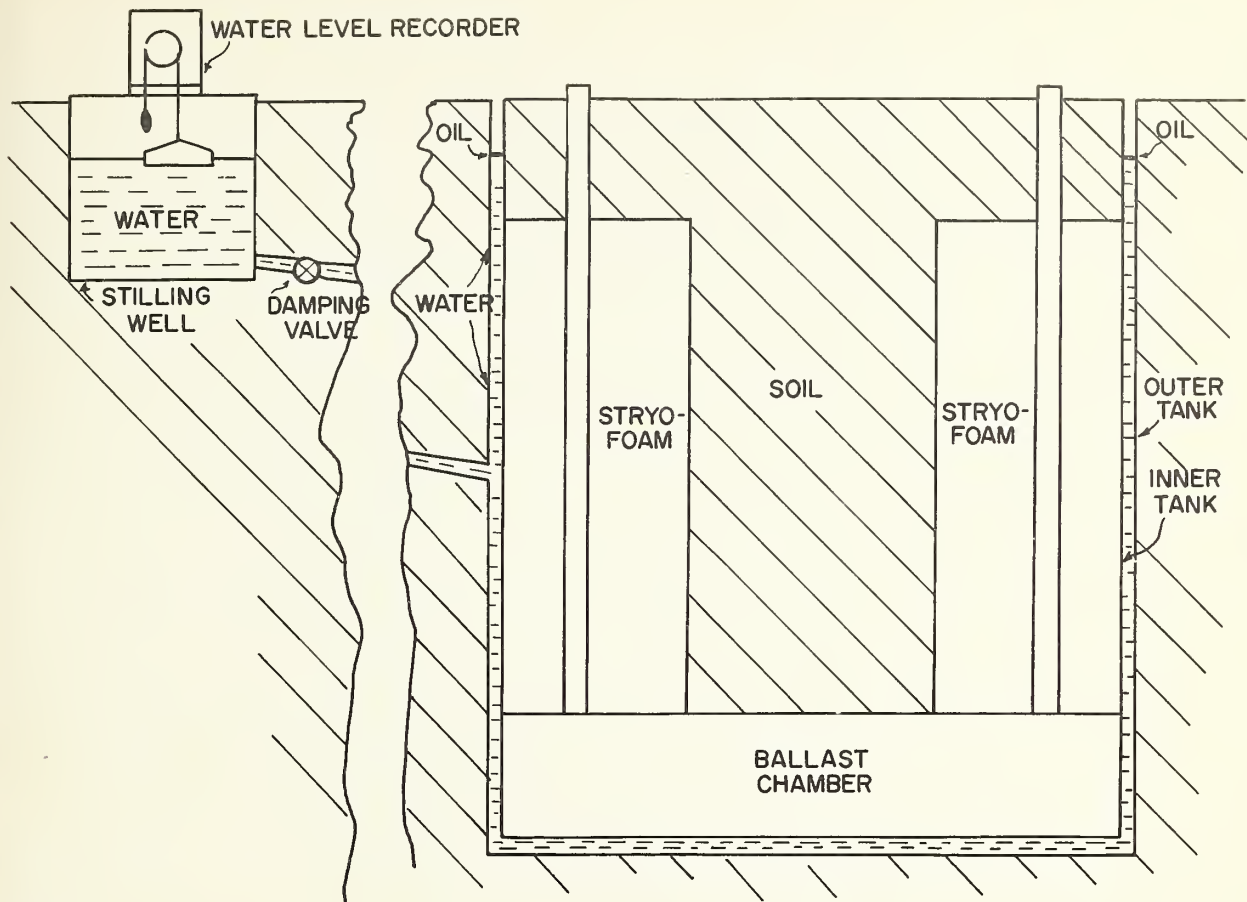 WATER LEVEL RECORDER
OIL
OIL
WATER
STILLING
WELL
DAMPING
VALVE
WATER
STRYO-
FOAM
SOIL
STRYO-
FOAM
OUTER
TANK
INNER
TANK
BALLAST
CHAMBER